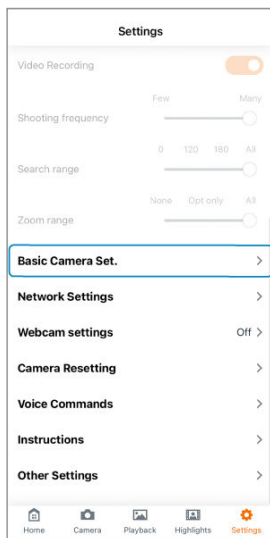 Settings
Video Recording
Few Many
Shooting frequency
0 120 180 All
Search range
None Opt only All
Zoom range
Basic Camera Set.
Network Settings
Webcam settings Off
Camera Resetting
Voice Commands
Instructions
Other Settings
Home Camera Playback Highlights Settings